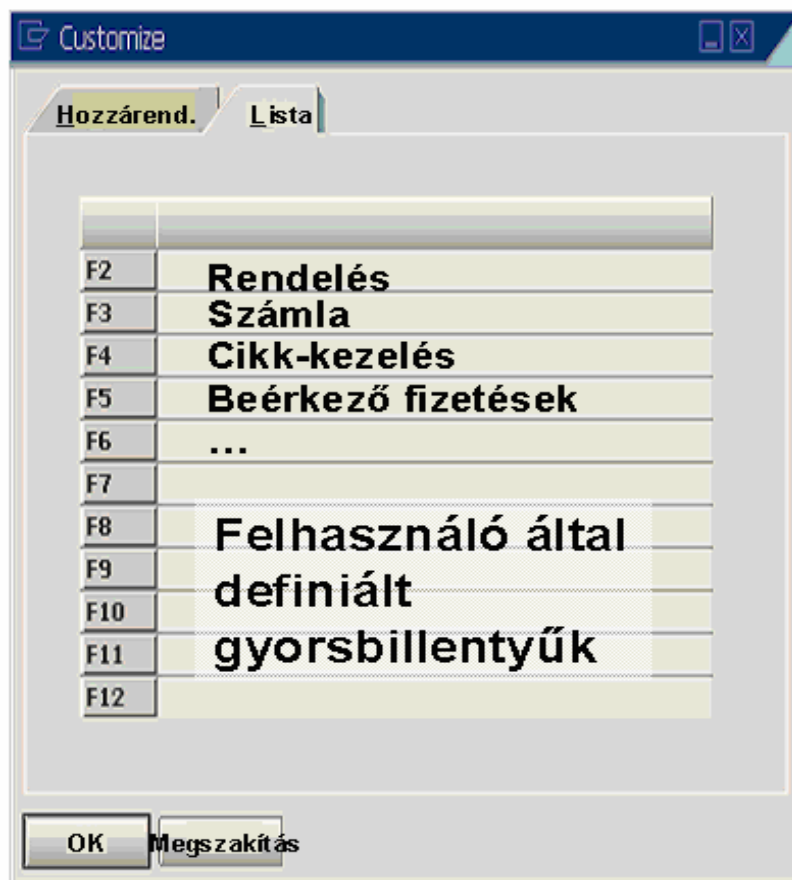 Customize
Hozzárend. Lista
F2 Rendelés
F3 Számla
F4 Cikk-kezelés
F5 Beérkező fizetések
F6 ...
F7
F8
F9
F10
F11
F12
Felhasználó által
definiált
gyorsbillentyűk
OK Megszakítás